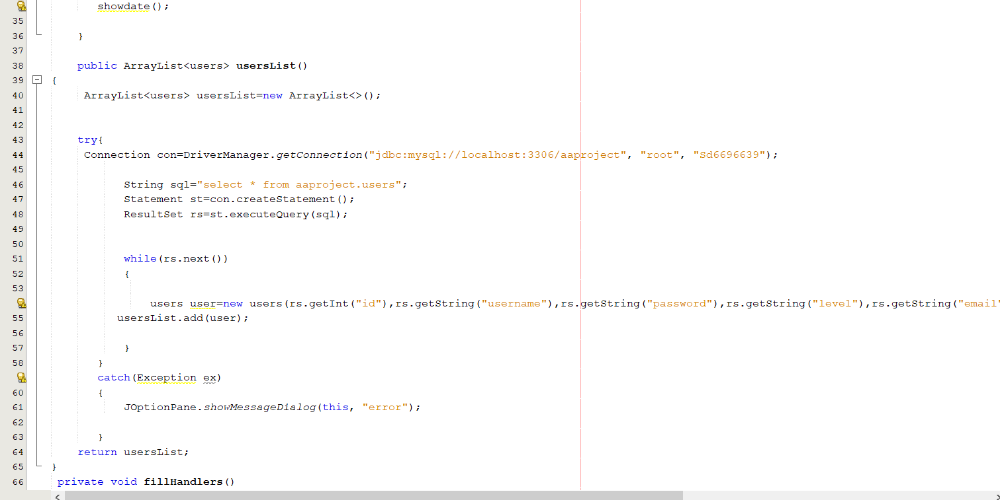 showdate();
35
36 }
37
38 public ArrayList<users> usersList()
39 {
40 ArrayList<users> usersList=new ArrayList<>();
41
42
43 try{
44 Connection con=DriverManager.getConnection("jdbc:mysql://localhost:3306/aaproject", "root", "Sd6696639");
45
46 String sql="select * from aaproject.users";
47 Statement st=con.createStatement();
48 ResultSet rs=st.executeQuery(sql);
49
50
51 while(rs.next())
52 {
53
users user=new users(rs.getInt("id"),rs.getString("username"),rs.getString("password"),rs.getString("level"),rs.getString("email"
55 usersList.add(user);
56
57 }
58 }
catch(Exception ex)
60 {
61 JOptionPane.showMessageDialog(this, "error");
62
63 }
64 return usersList;
65 }
66 private void fillHandlers()